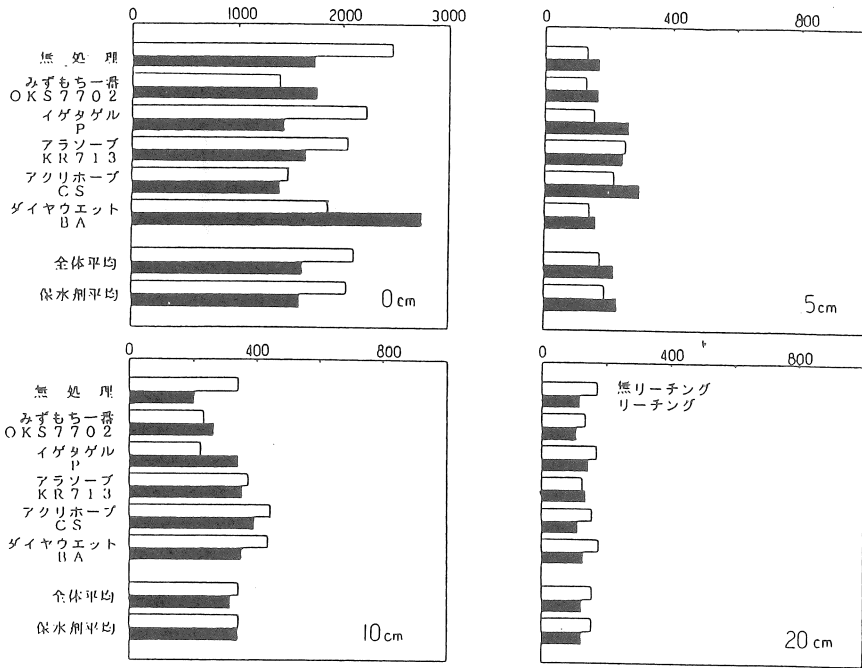 0 1000 2000 3000
無処理
みずもち一番
OKS7702
イゲタゲル
P
アラソーブ
KR713
アクリホープ
CS
ダイヤウエット
BA
全体平均
保水剤平均
0cm
0 400 800
5cm
0 400 800
無処理
みずもち一番
OKS7702
イゲタゲル
P
アラソーブ
KR713
アクリホープ
CS
ダイヤウエット
BA
全体平均
保水剤平均
10cm
0 400 800
無リーチング
リーチング
20cm